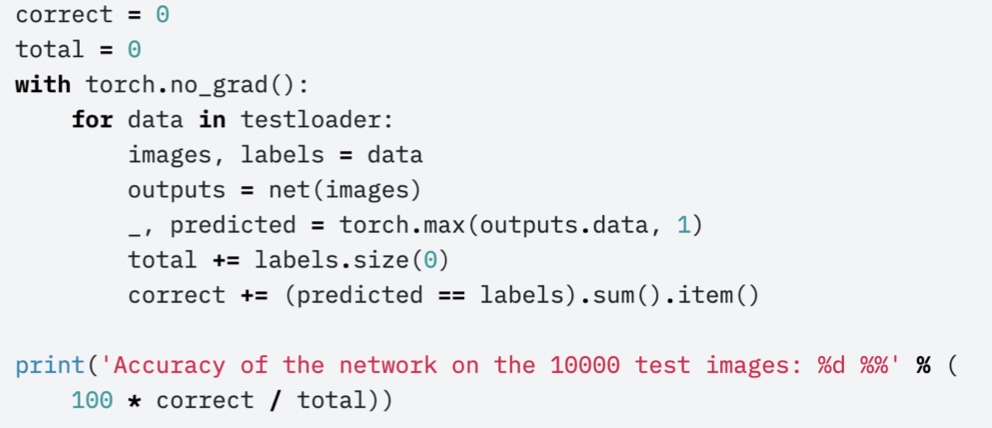 correct = 0
total = 0
with torch.no_grad():
    for data in testloader:
        images, labels = data
        outputs = net(images)
        _, predicted = torch.max(outputs.data, 1)
        total += labels.size(0)
        correct += (predicted == labels).sum().item()

print('Accuracy of the network on the 10000 test images: %d %%' % (
    100 * correct / total))